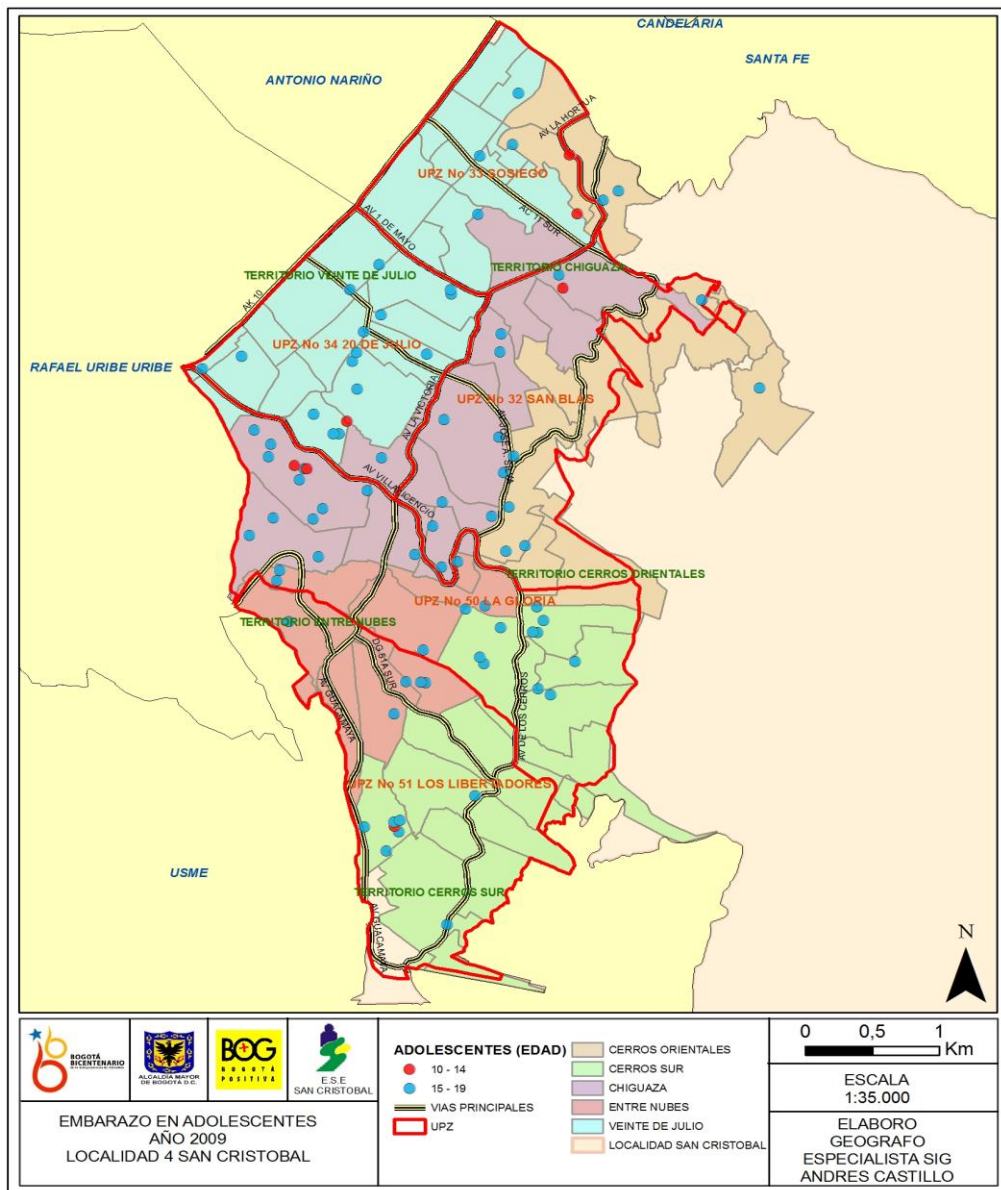 CANDELARIA
SANTA FE
ANTONIO NARIÑO
AV LA HORTUA
UPZ No 33 SOSIEGO
AC 11 SUR
AV 1 DE MAYO
TERRITORIO VEINTE DE JULIO
TERRITORIO CHIGUAZA
AK 10
UPZ No 34 20 DE JULIO
RAFAEL URIBE URIBE
AV LA VICTORIA
UPZ No 32 SAN BLAS
AV VILLAVICENCIO
TERRITORIO CERROS ORIENTALES
UPZ No 50 LA GLORIA
TERRITORIO ENTRE NUBES
DG 51A SUR
AV GUACAMAYA
AV DE LOS CERROS
UPZ No 51 LOS LIBERTADORES
USME
TERRITORIO CERROS SUR
AV GUACAMAYA
N
BOGOTÁ
BICENTENARIO
ALCALDÍA MAYOR
DE BOGOTÁ D.C.
BOG
BOGOTÁ
POSITIVA
E.S.E
SAN CRISTOBAL
EMBARAZO EN ADOLESCENTES
AÑO 2009
LOCALIDAD 4 SAN CRISTOBAL
ADOLESCENTES (EDAD)
10 - 14
15 - 19
VIAS PRINCIPALES
UPZ
CERROS ORIENTALES
CERROS SUR
CHIGUAZA
ENTRE NUBES
VEINTE DE JULIO
LOCALIDAD SAN CRISTOBAL
0 0,5 1
Km
ESCALA
1:35.000
ELABORO
GEOGRAFO
ESPECIALISTA SIG
ANDRES CASTILLO